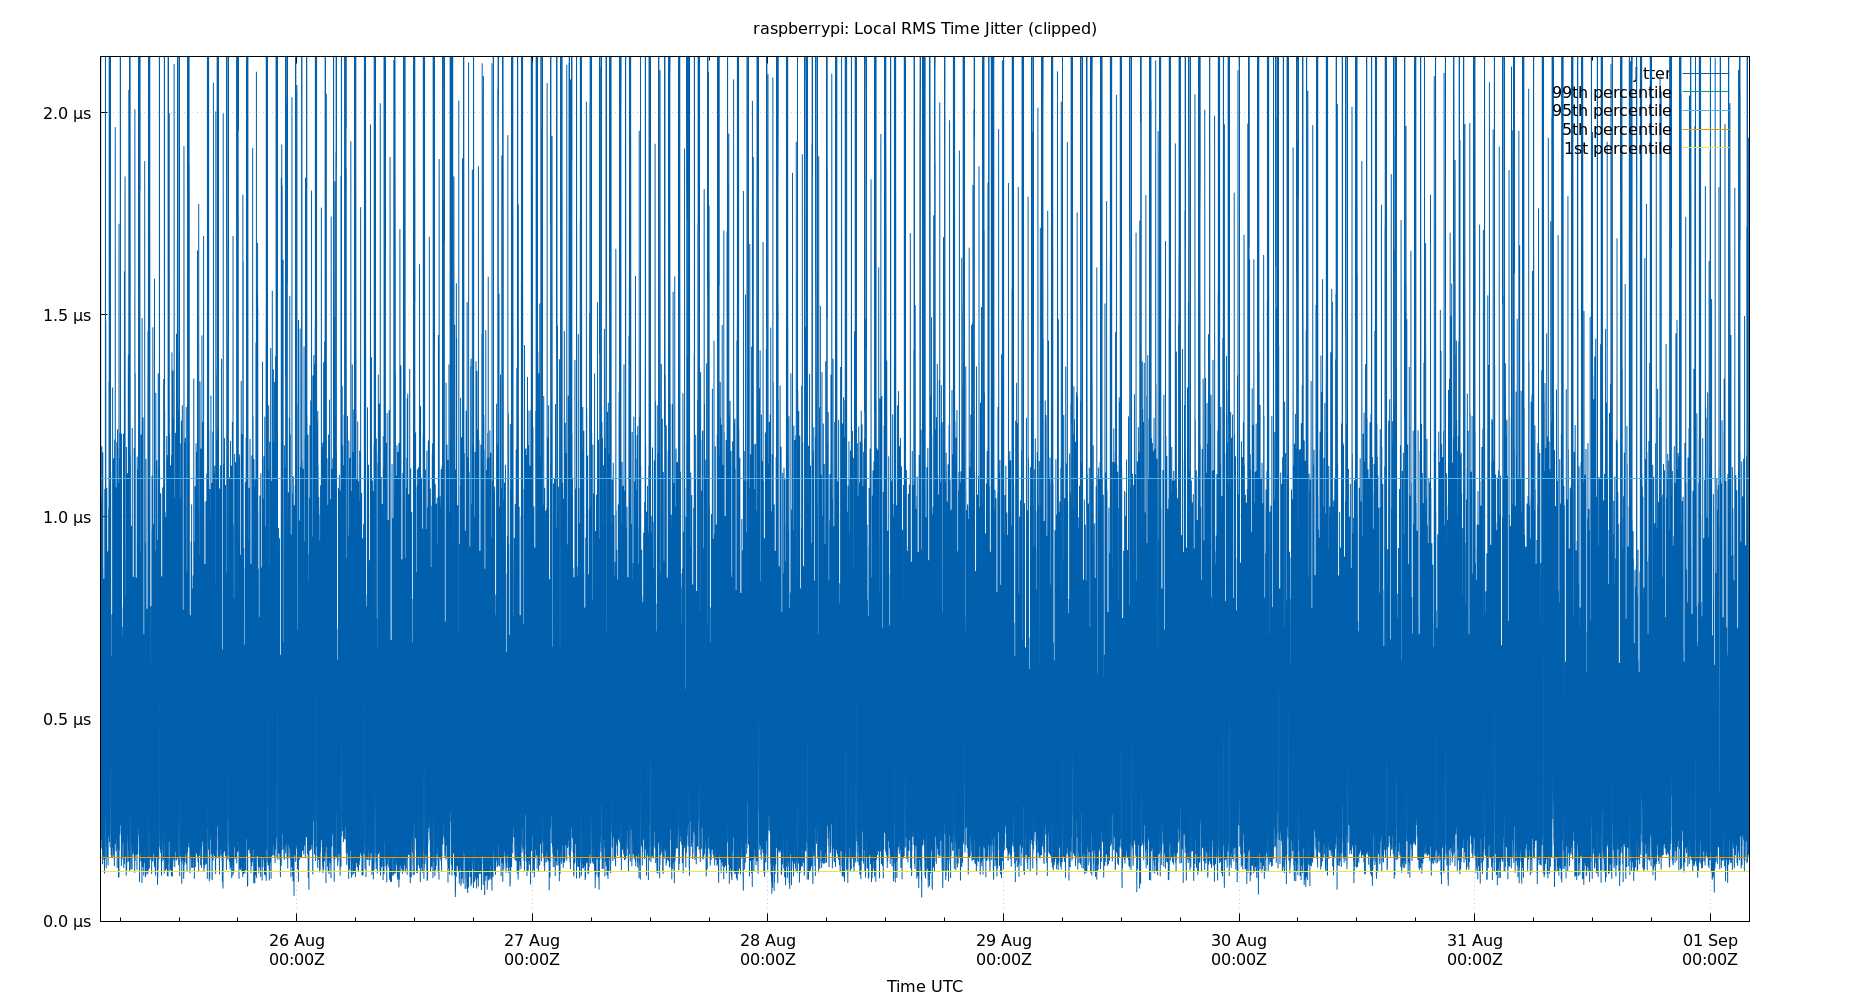 raspberrypi: Local RMS Time Jitter (clipped)
jitter
99th percentile
95th percentile
5th percentile
1st percentile
2.0 µs
1.5 µs
1.0 µs
0.5 µs
0.0 µs
26 Aug 27 Aug 28 Aug 29 Aug 30 Aug 31 Aug 01 Sep
00:00Z 00:00Z 00:00Z 00:00Z 00:00Z 00:00Z 00:00Z
Time UTC